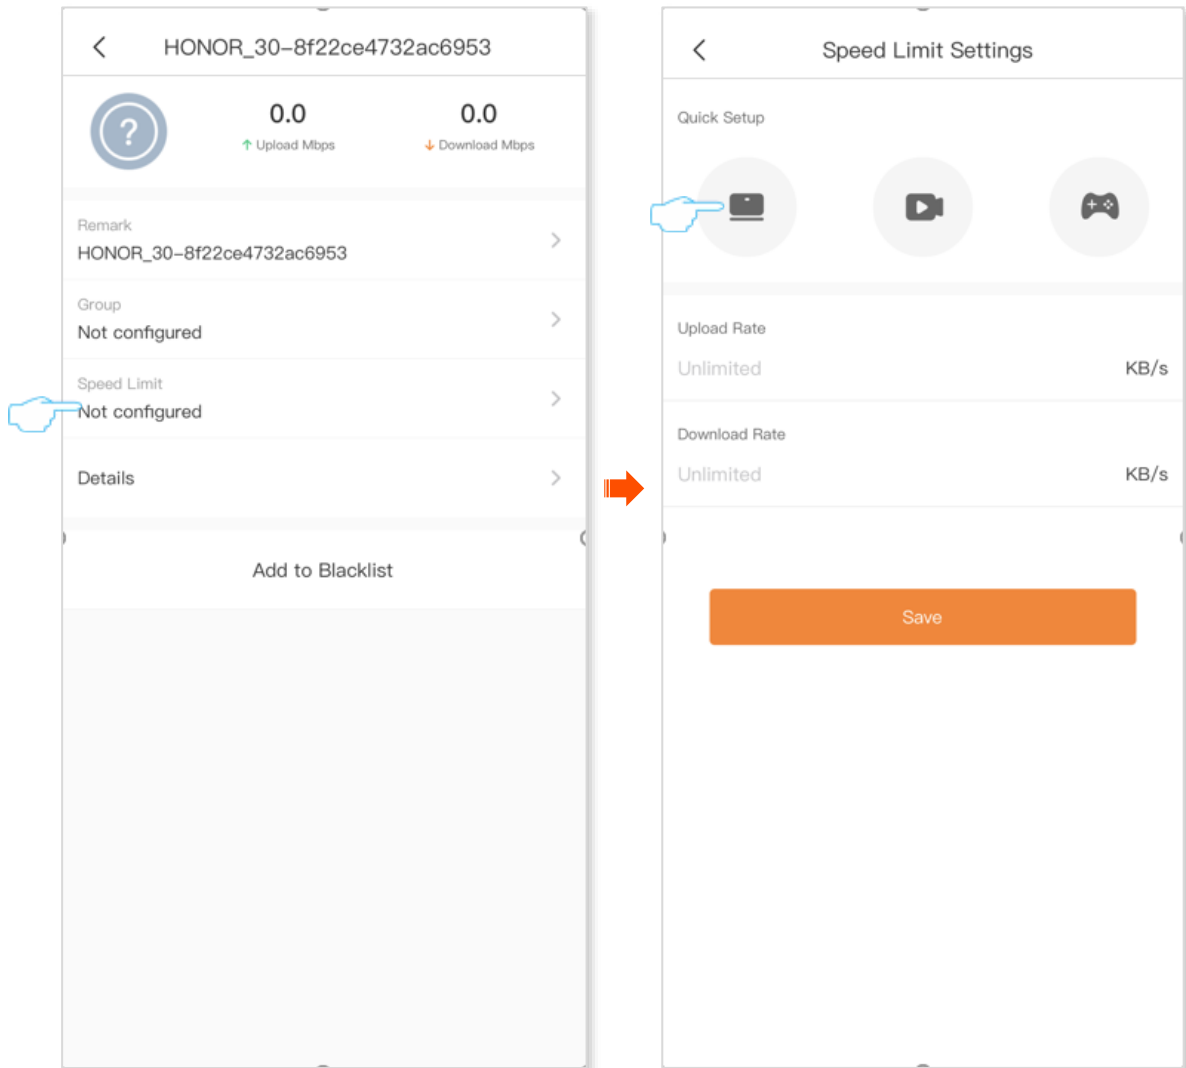 HONOR_30-8f22ce4732ac6953
0.0
0.0
↑ Upload Mbps
↓ Download Mbps
Remark
HONOR_30-8f22ce4732ac6953
Group
Not configured
Speed Limit
Not configured
Details
Add to Blacklist
Speed Limit Settings
Quick Setup
Upload Rate
Unlimited KB/s
Download Rate
Unlimited KB/s
Save